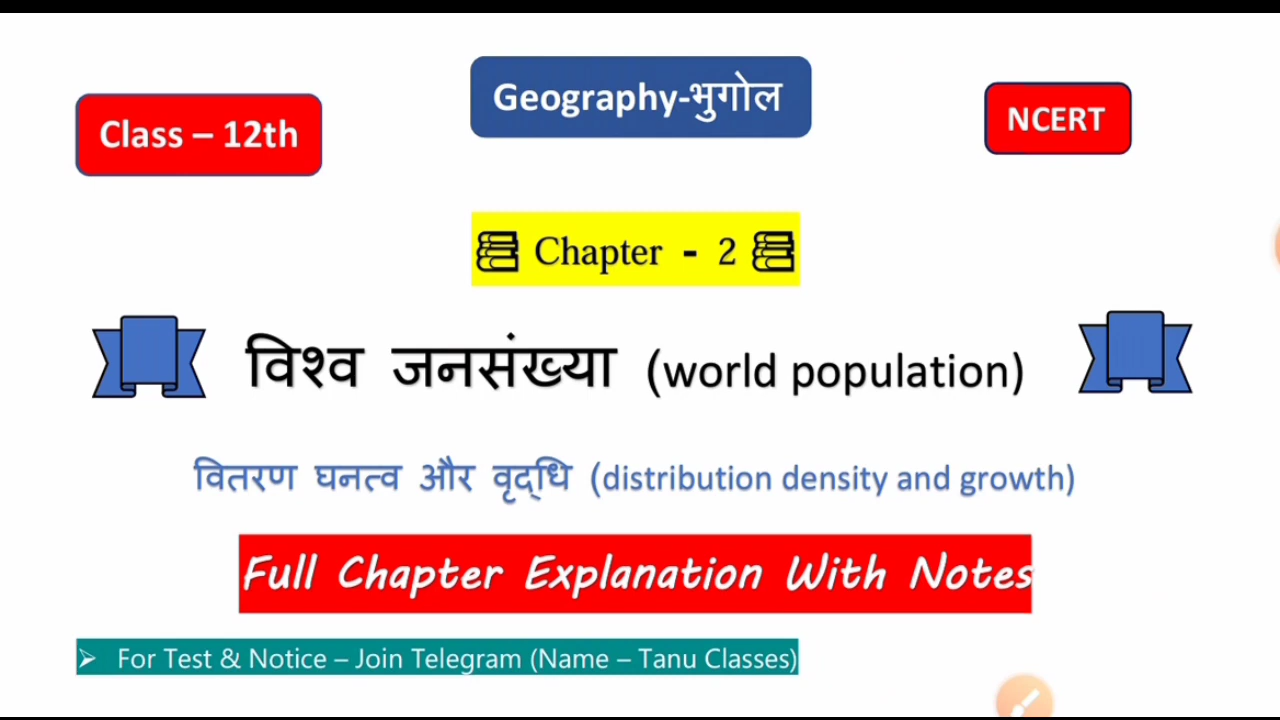 Geography-भुगोल
Class – 12th
NCERT
Chapter - 2
विश्व जनसंख्या (world population)
वितरण घनत्व और वृद्धि (distribution density and growth)
Full Chapter Explanation With Notes
➢ For Test & Notice – Join Telegram (Name – Tanu Classes)